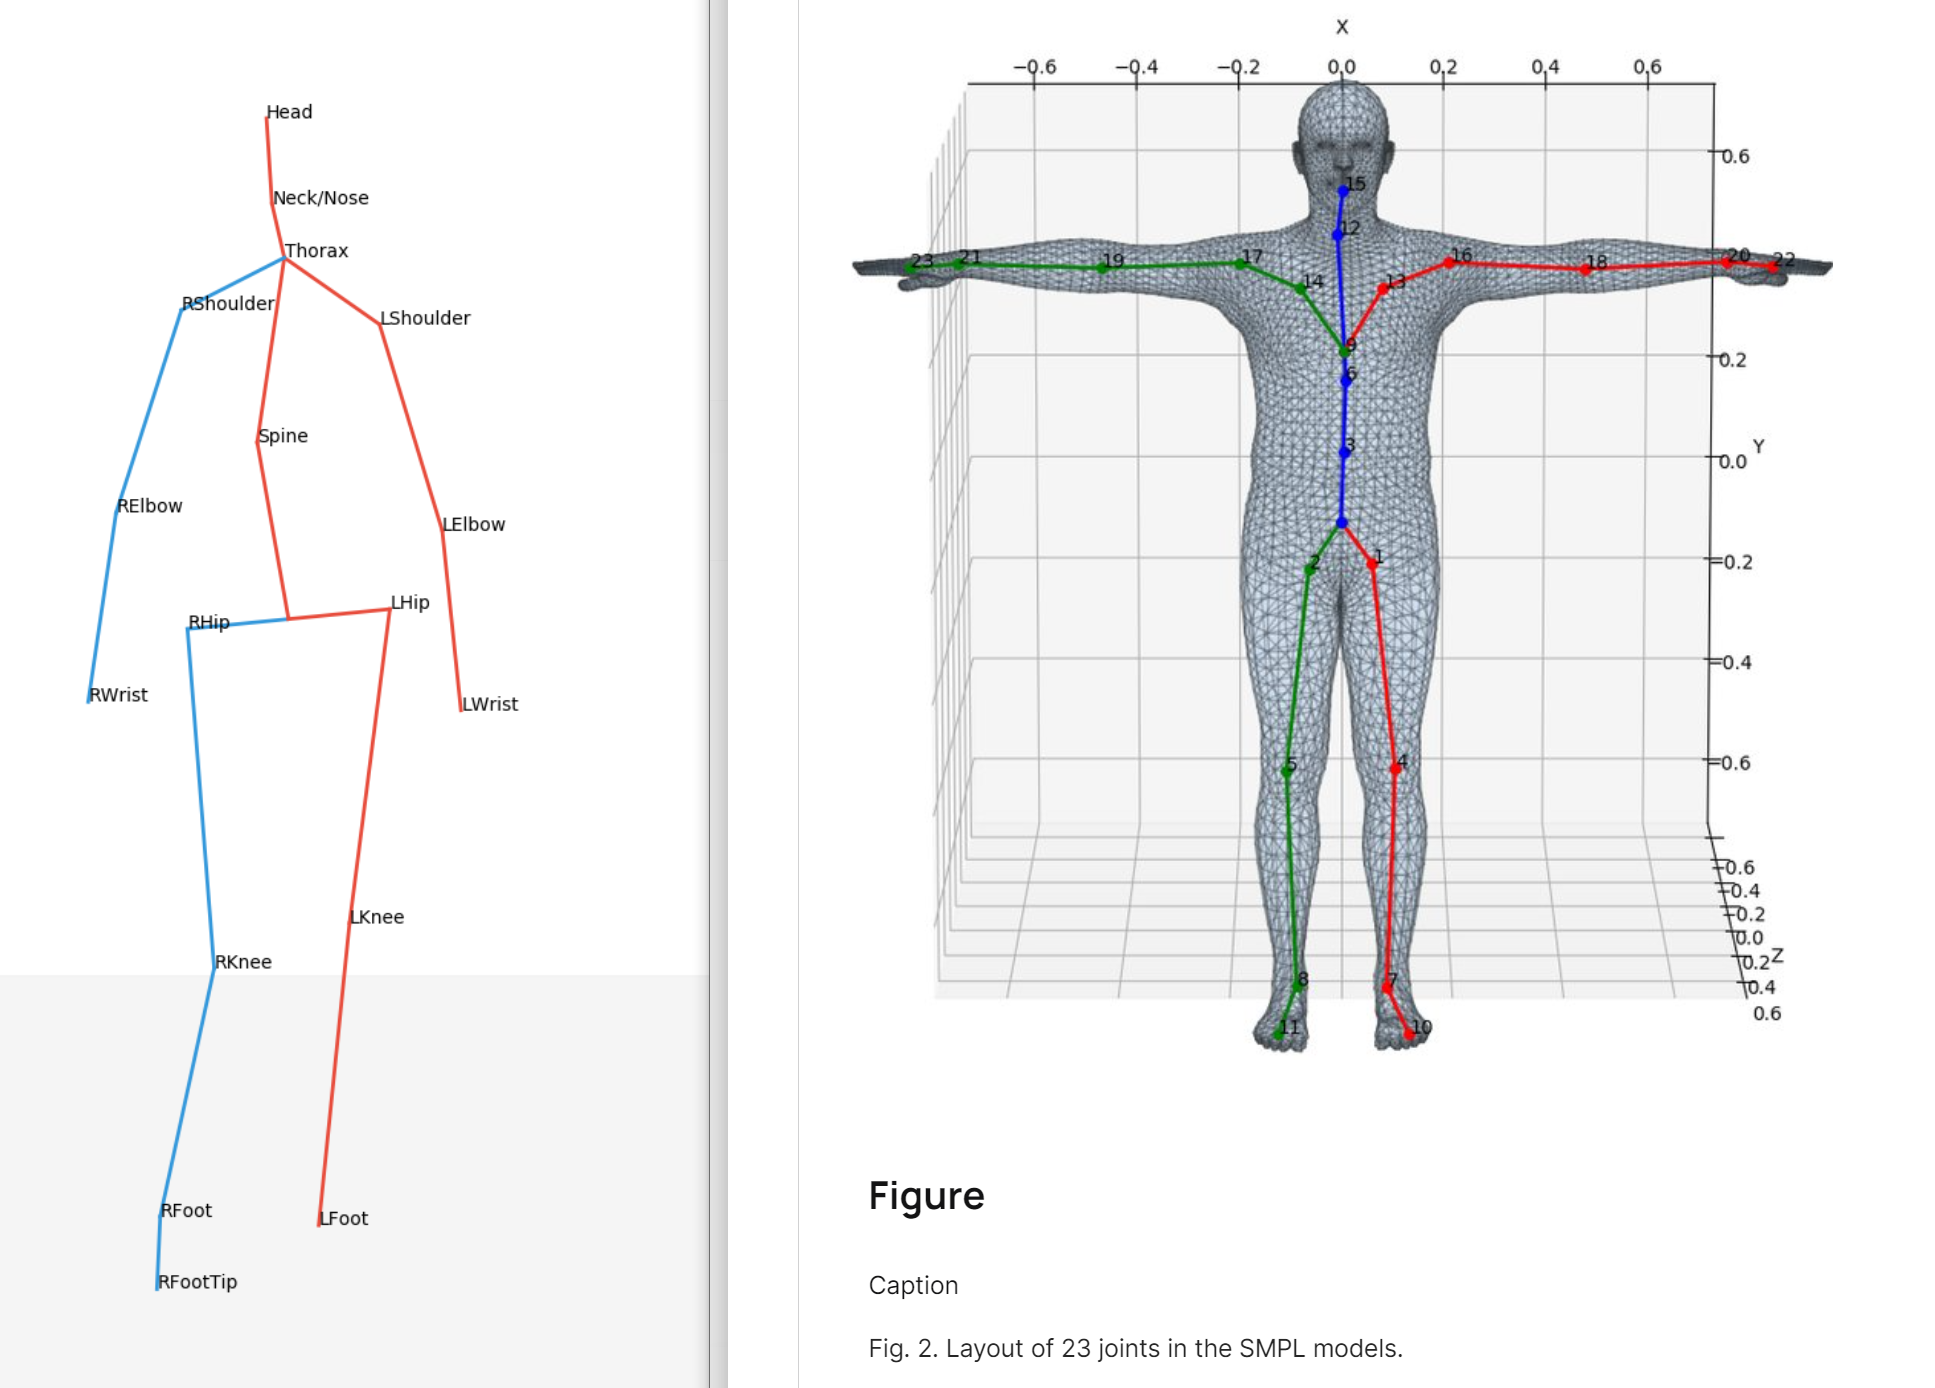 Head
Neck/Nose
Thorax
RShoulder
LShoulder
Spine
RElbow
LElbow
LHip
RHip
RWrist
LWrist
LKnee
RKnee
RFoot
LFoot
RFootTip
X
−0.6 −0.4 −0.2 0.0 0.2 0.4 0.6
0.6
15
12
23 21 19 17 16 18 20 22
14 13
9
0.2
6
3
Y
0.0
2 1
−0.2
−0.4
5 4
−0.6
−0.6
−0.4
−0.2
0.0
0.2 Z
8 7
0.4
0.6
11 10
Figure
Caption
Fig. 2. Layout of 23 joints in the SMPL models.